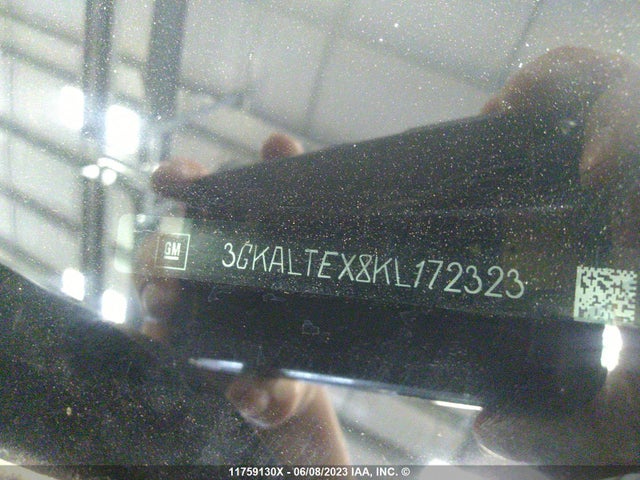 GM 3GKALTEX8KL172323
11759130X - 06/08/2023 IAA, INC. ©